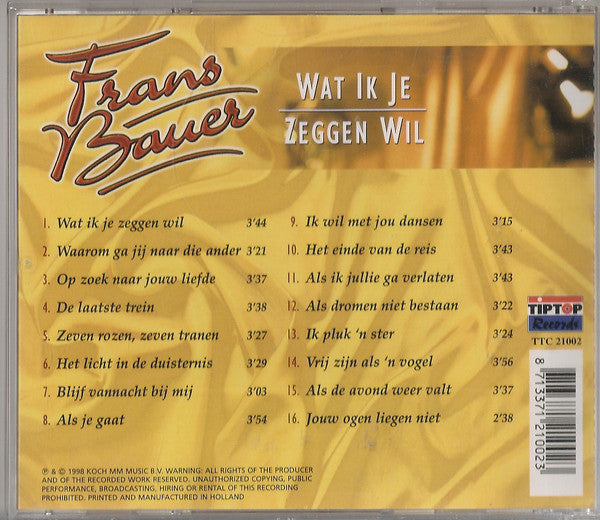 Frans
Bauer
WAT IK JE
ZEGGEN WIL
1. Wat ik je zeggen wil 3'44
2. Waarom ga jij naar die ander 3'21
3. Op zoek naar jouw liefde 3'37
4. De laatste trein 3'38
5. Zeven rozen, zeven tranen 3'27
6. Het licht in de duisternis 3'29
7. Blijf vannacht bij mij 3'03
8. Als je gaat 3'54
9. Ik wil met jou dansen 3'15
10. Het einde van de reis 3'43
11. Als ik jullie ga verlaten 3'43
12. Als dromen niet bestaan 3'22
13. Ik pluk 'n ster 3'24
14. Vrij zijn als 'n vogel 3'56
15. Als de avond weer valt 3'37
16. Jouw ogen liegen niet 2'38
TIPTOP
Records
TTC 21002
8 713371 210023
℗ & © 1998 KOCH MM MUSIC B.V. WARNING: ALL RIGHTS OF THE PRODUCER
AND OF THE RECORDED WORK RESERVED. UNAUTHORIZED COPYING, PUBLIC
PERFORMANCE, BROADCASTING, HIRING OR RENTAL OF THIS RECORDING
PROHIBITED. PRINTED AND MANUFACTURED IN HOLLAND